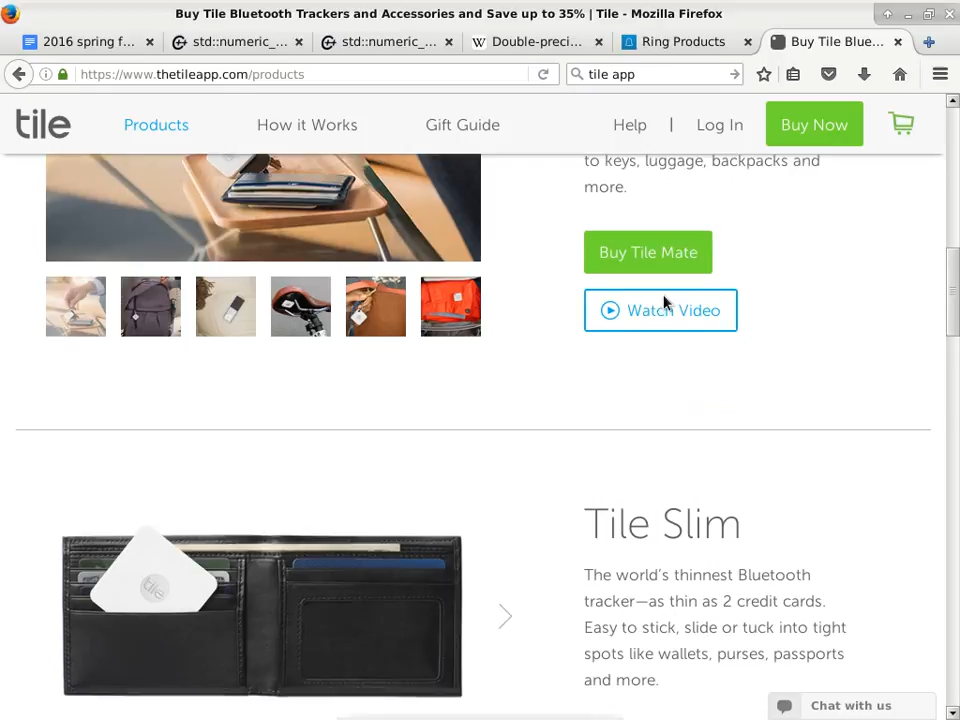 Buy Tile Bluetooth Trackers and Accessories and Save up to 35% | Tile - Mozilla Firefox
2016 spring f... std::numeric_... std::numeric_... Double-preci... Ring Products Buy Tile Blue...
https://www.thetileapp.com/products tile app
tile Products How it Works Gift Guide Help | Log In Buy Now
to keys, luggage, backpacks and
more.
Buy Tile Mate
Watch Video
Tile Slim
The world's thinnest Bluetooth
tracker—as thin as 2 credit cards.
Easy to stick, slide or tuck into tight
spots like wallets, purses, passports
and more.
tile
Chat with us